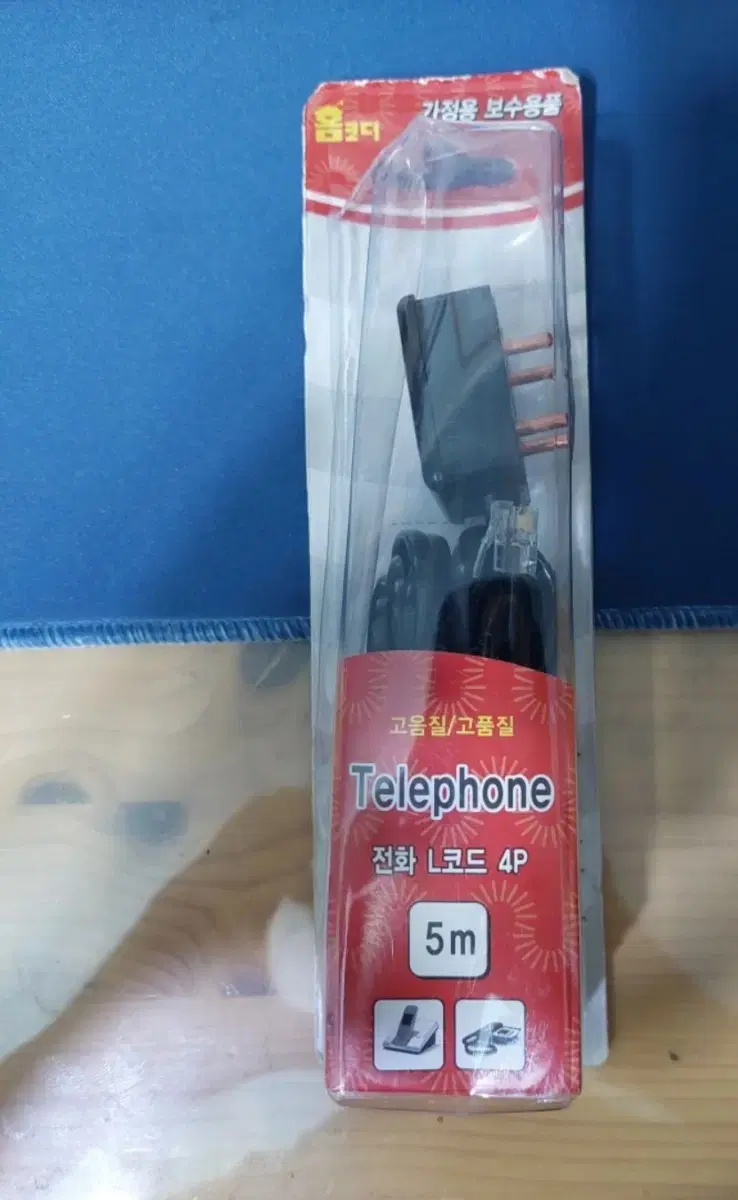 홈코디
가정용 보수용품
고음질/고품질
Telephone
전화 L코드 4P
5m